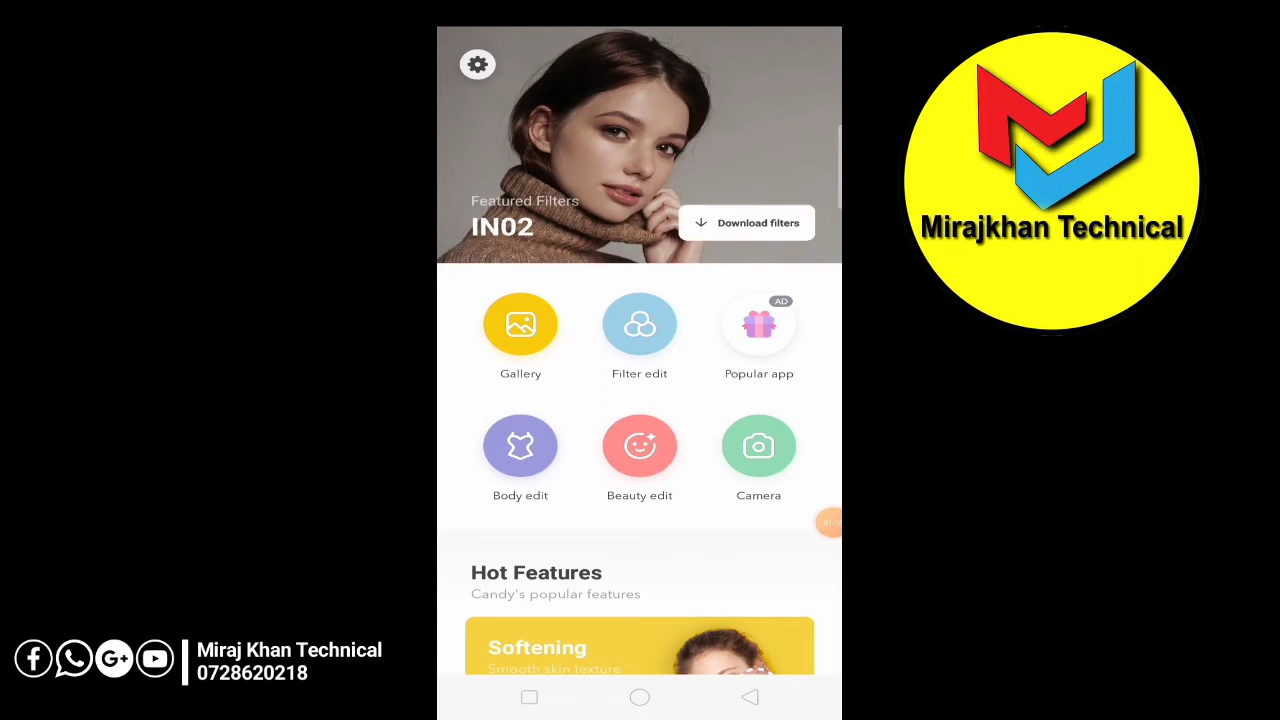 Featured Filters
IN02
Download filters
AD
Gallery
Filter edit
Popular app
Body edit
Beauty edit
Camera
Hot Features
Candy's popular features
Softening
Smooth skin texture
Mirajkhan Technical
Miraj Khan Technical
0728620218